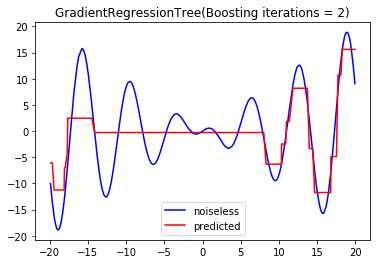 GradientRegressionTree(Boosting iterations = 2)
20
15
10
5
0
−5
−10
−15
−20
noiseless
predicted
−20 −15 −10 −5 0 5 10 15 20